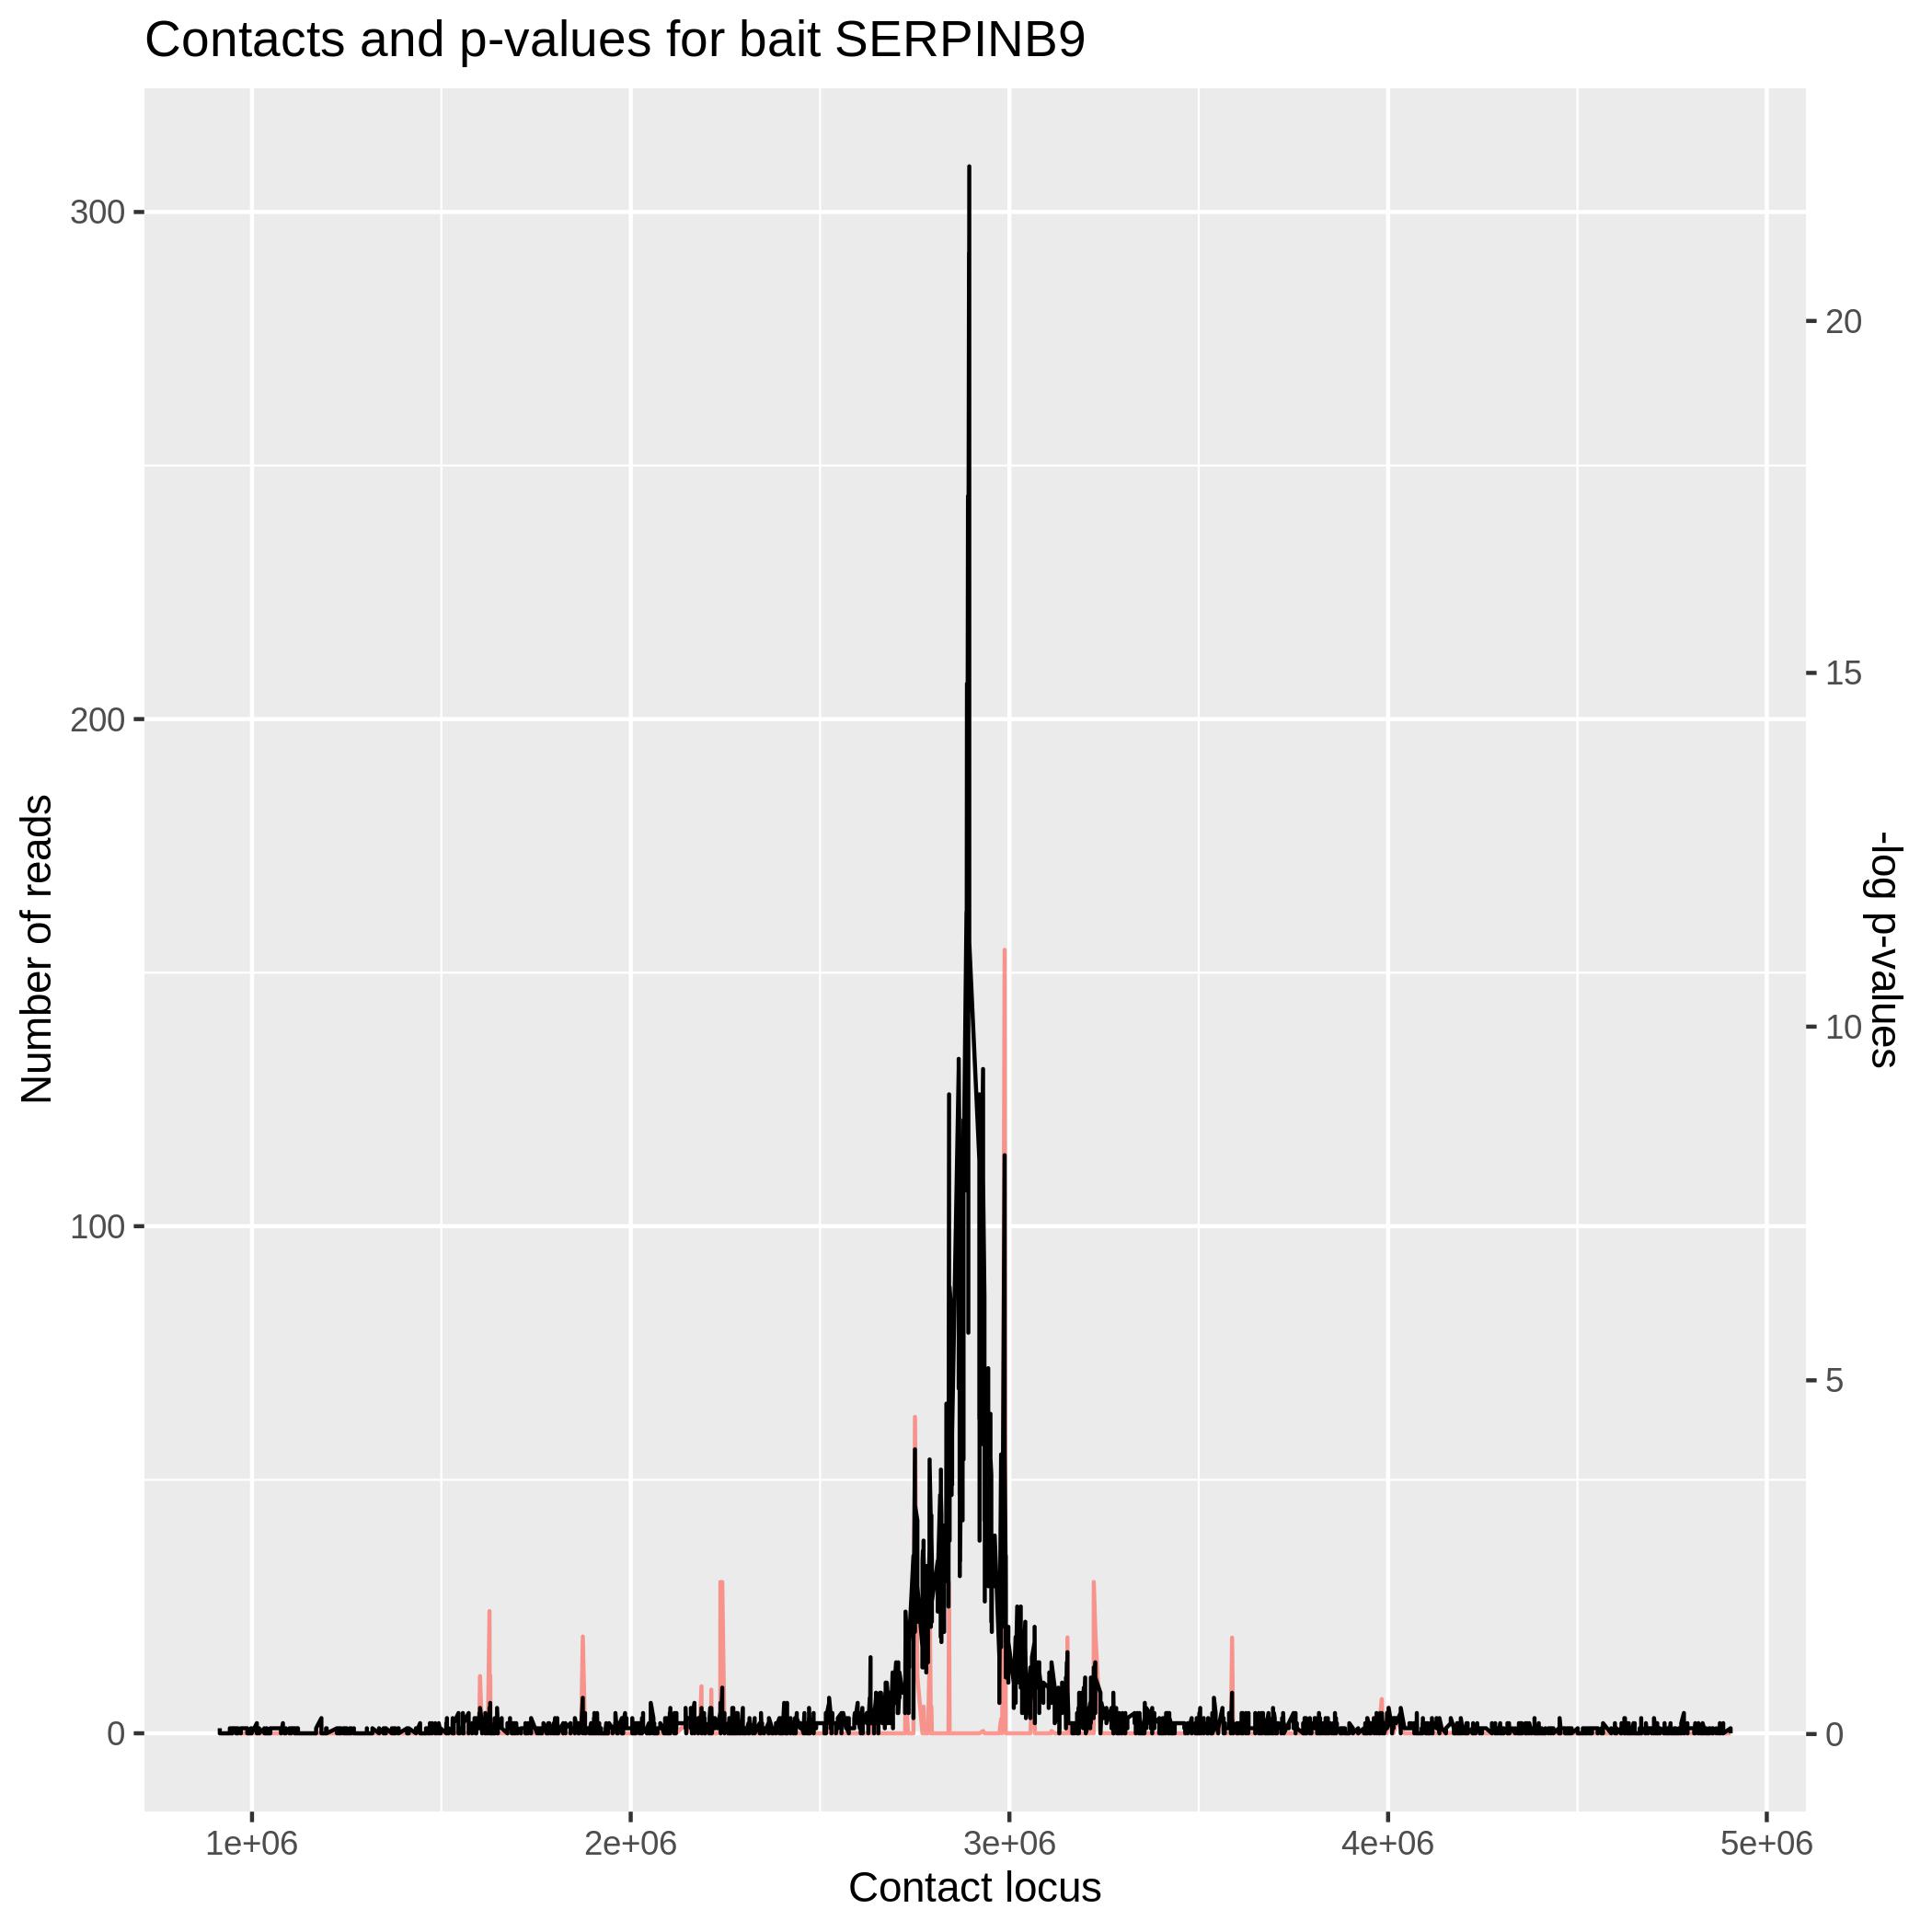 Contacts and p-values for bait SERPINB9
300
200
100
0
Number of reads
20
15
10
5
0
-log p-values
1e+06
2e+06
3e+06
4e+06
5e+06
Contact locus